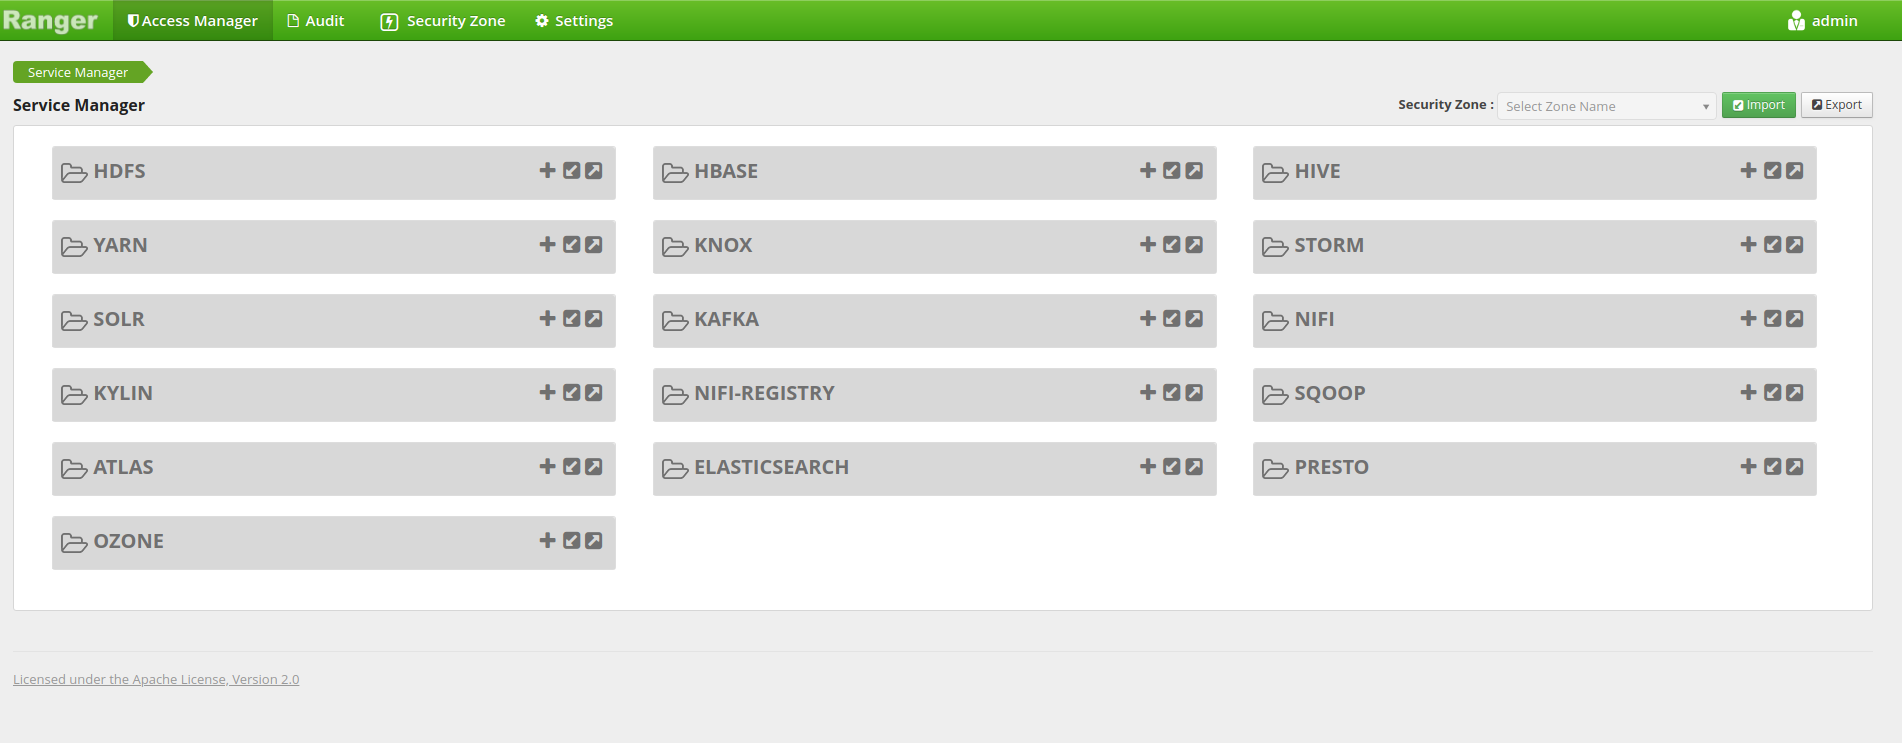 Ranger Access Manager Audit Security Zone Settings admin
Service Manager
Service Manager Security Zone : Select Zone Name Import Export
HDFS HBASE HIVE
YARN KNOX STORM
SOLR KAFKA NIFI
KYLIN NIFI-REGISTRY SQOOP
ATLAS ELASTICSEARCH PRESTO
OZONE
Licensed under the Apache License, Version 2.0